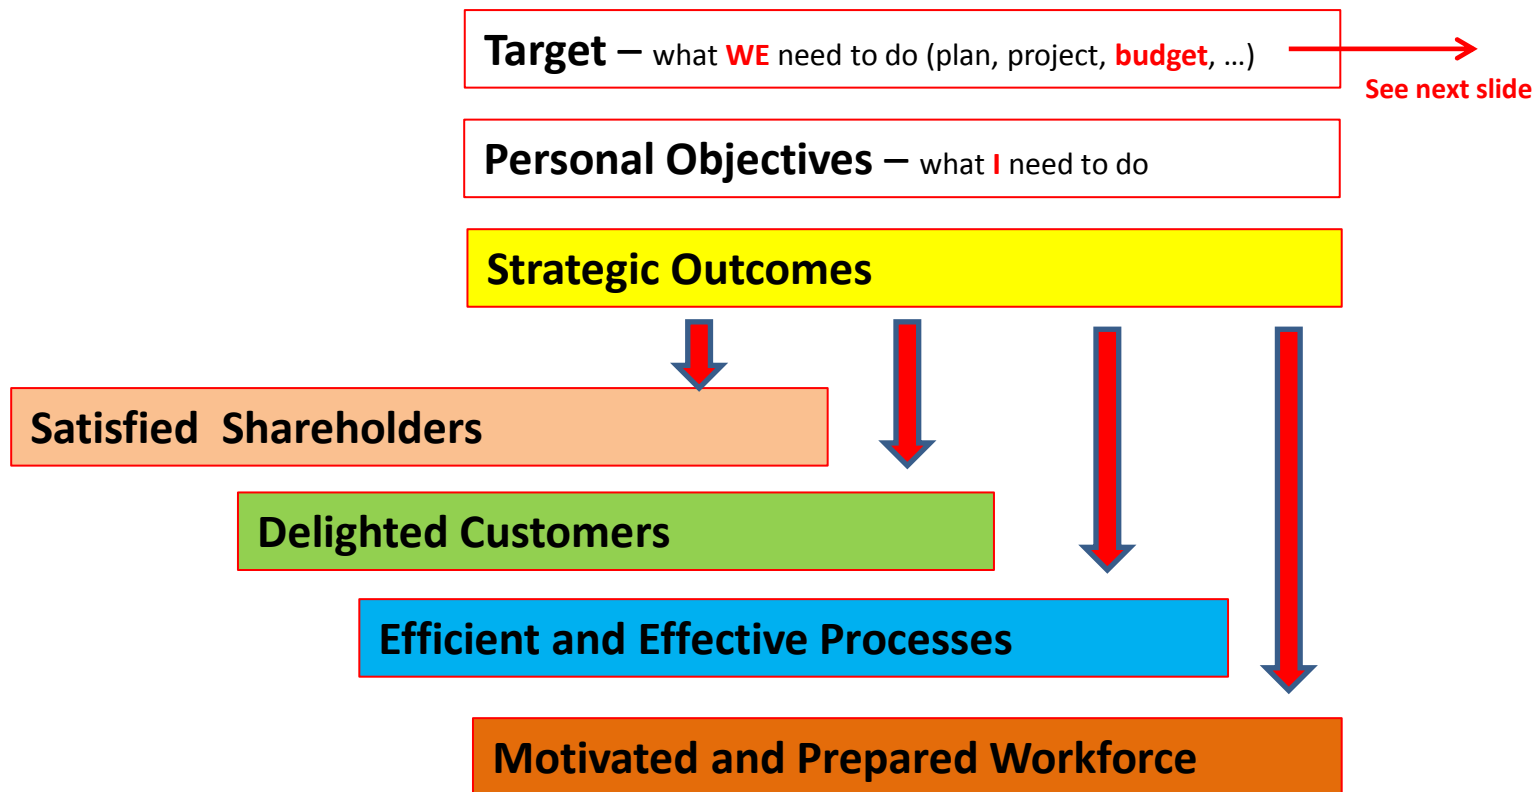 Target – what WE need to do (plan, project, budget, …)
See next slide
Personal Objectives – what I need to do
Strategic Outcomes
Satisfied  Shareholders
Delighted Customers
Efficient and Effective Processes
Motivated and Prepared Workforce